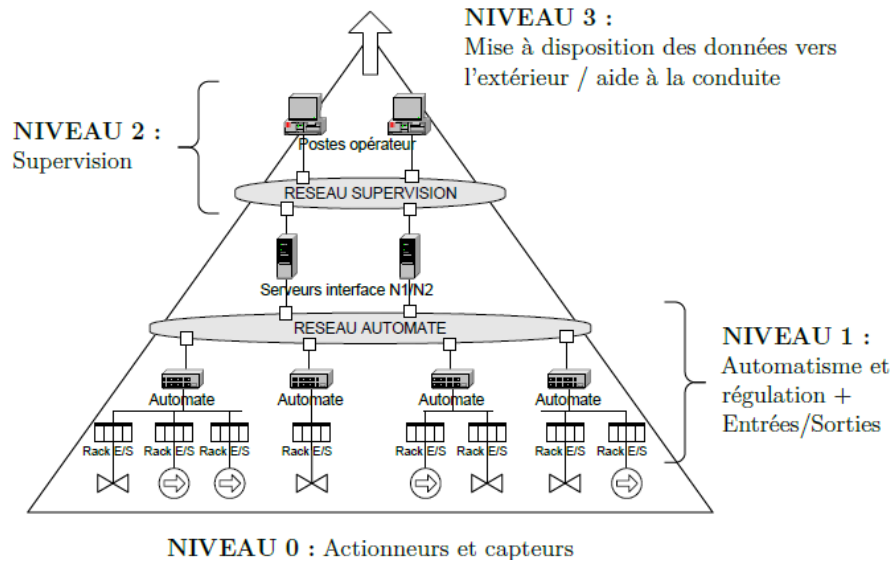 NIVEAU 3 :
Mise à disposition des données vers
l'extérieur / aide à la conduite
NIVEAU 2 :
Supervision
Postes opérateur
RESEAU SUPERVISION
Serveurs interface N1/N2
RESEAU AUTOMATE
NIVEAU 1 :
Automatisme et
régulation +
Entrées/Sorties
Automate Automate Automate Automate
Rack E/S Rack E/S Rack E/S Rack E/S Rack E/S Rack E/S Rack E/S Rack E/S
NIVEAU 0 : Actionneurs et capteurs